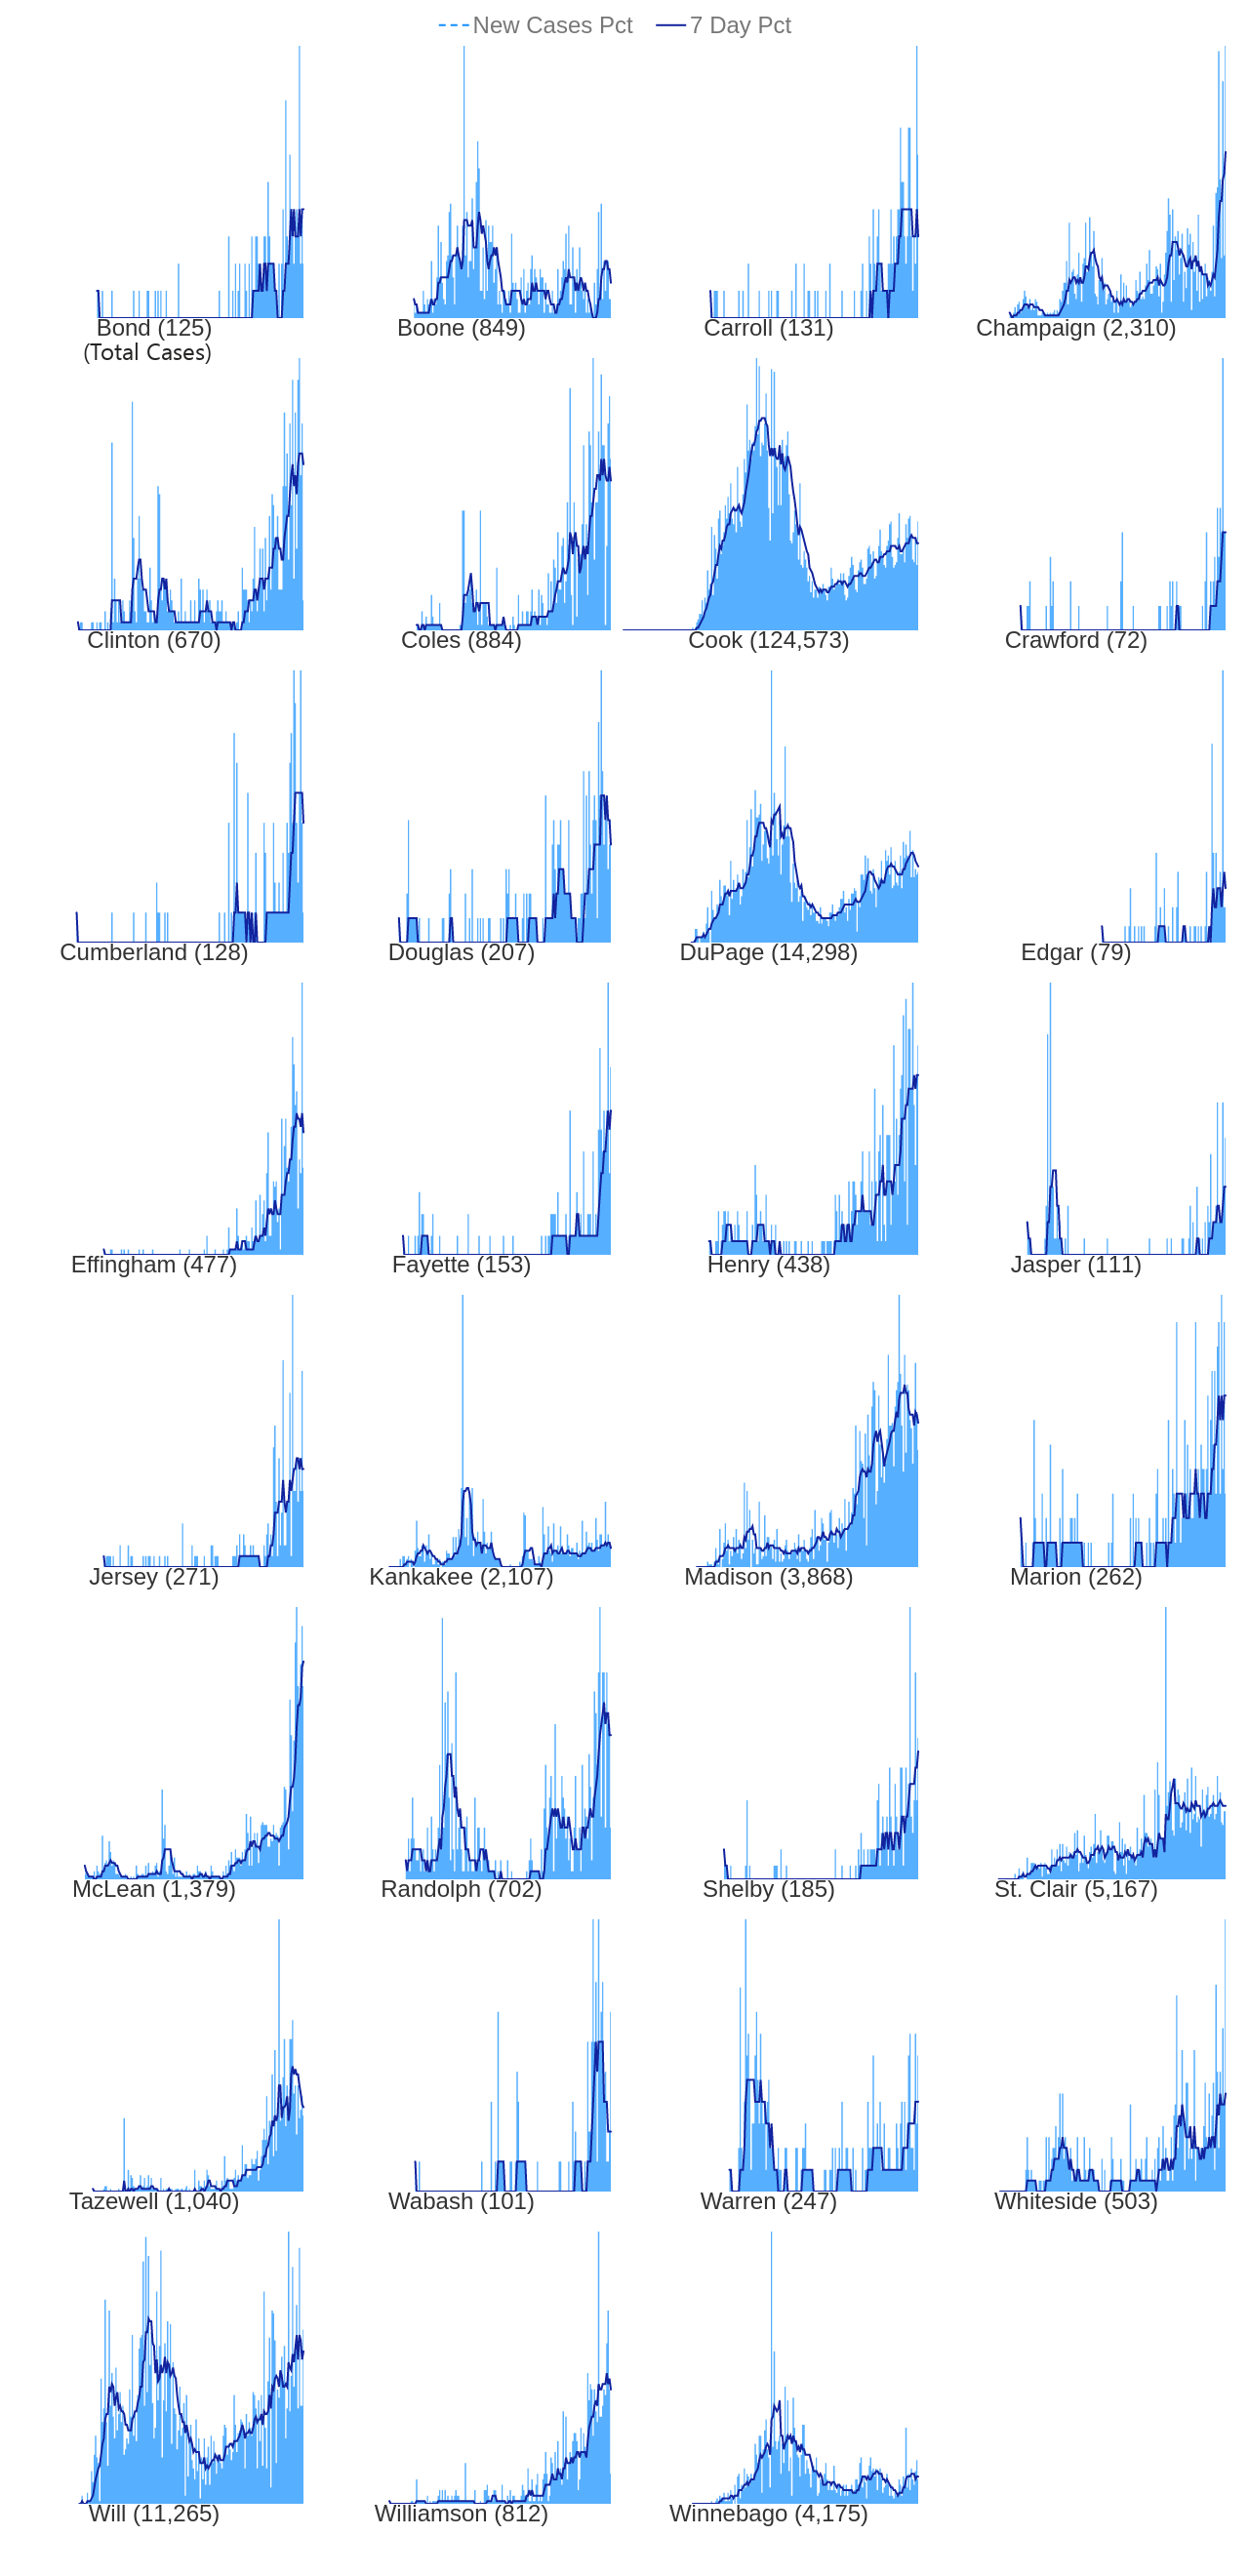 New Cases Pct 7 Day Pct
Bond (125) Boone (849) Carroll (131) Champaign (2,310)
(Total Cases)
Clinton (670) Coles (884) Cook (124,573) Crawford (72)
Cumberland (128) Douglas (207) DuPage (14,298) Edgar (79)
Effingham (477) Fayette (153) Henry (438) Jasper (111)
Jersey (271) Kankakee (2,107) Madison (3,868) Marion (262)
McLean (1,379) Randolph (702) Shelby (185) St. Clair (5,167)
Tazewell (1,040) Wabash (101) Warren (247) Whiteside (503)
Will (11,265) Williamson (812) Winnebago (4,175)